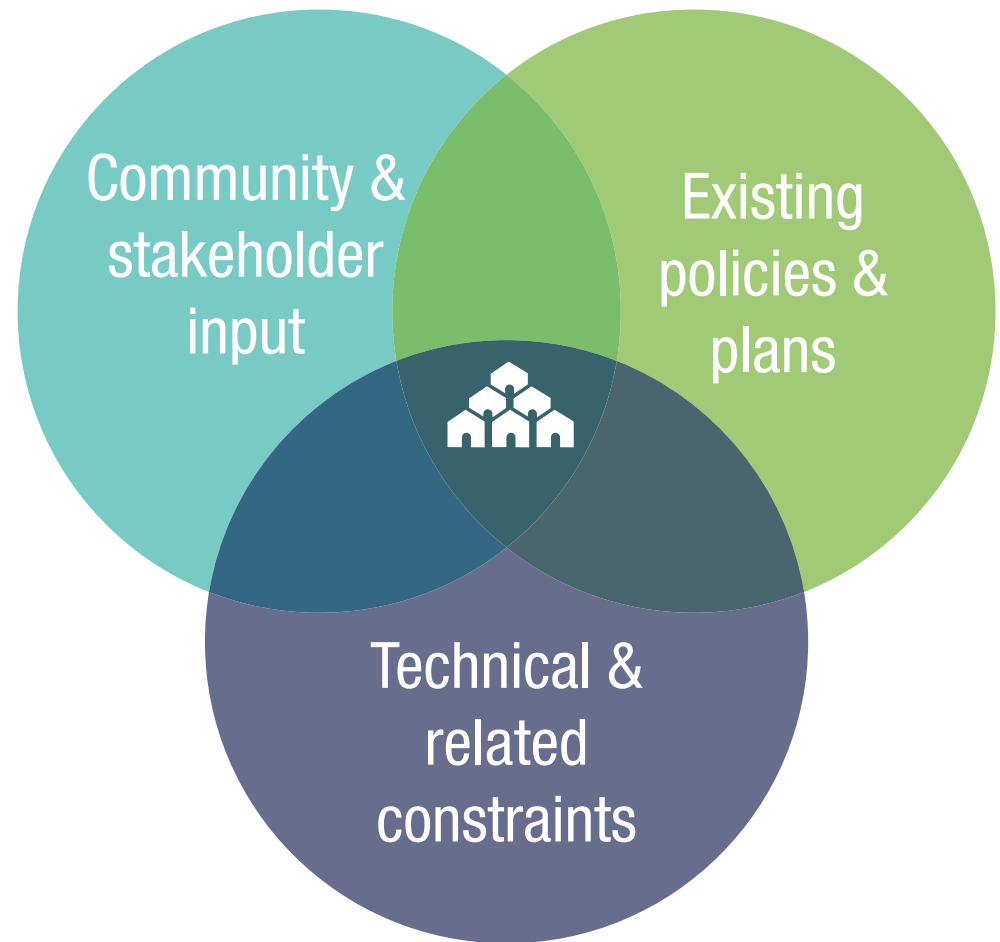 Community &
stakeholder
input
Existing
policies &
plans
Technical &
related
constraints